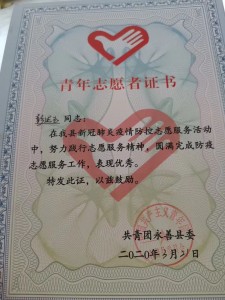 青年志愿者证书
同志:
在我县新冠肺炎疫情防控志愿服务活动
中，努力践行志愿服务精神，圆满完成防疫
志愿服务工作，表现优秀。
特发此证，以兹鼓励。
共青团永善县委
二0二0年3月31日